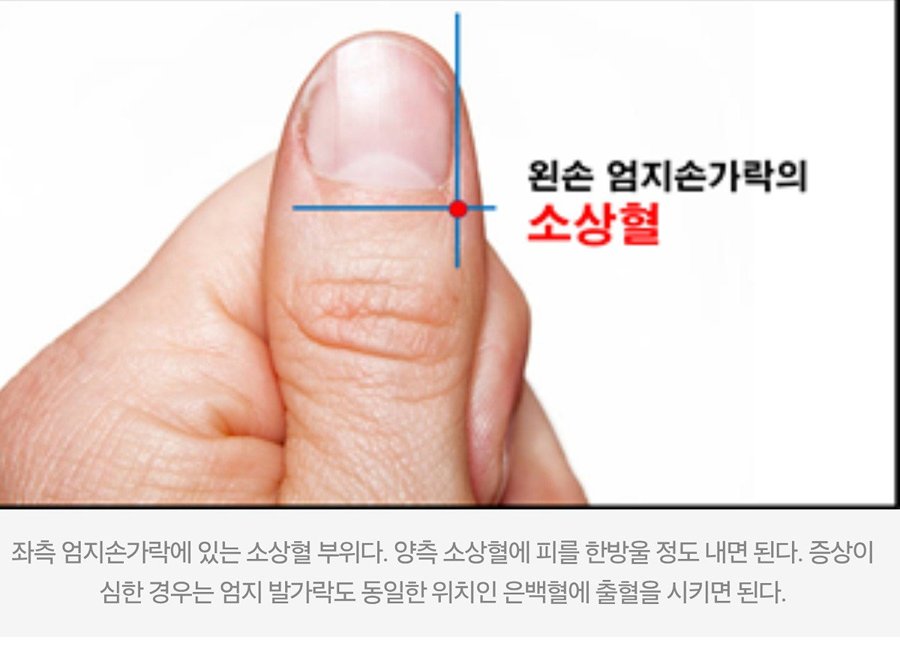 왼손 엄지손가락의
소상혈
좌측 엄지손가락에 있는 소상혈 부위다. 양측 소상혈에 피를 한방울 정도 내면 된다. 증상이
심한 경우는 엄지 발가락도 동일한 위치인 은백혈에 출혈을 시키면 된다.